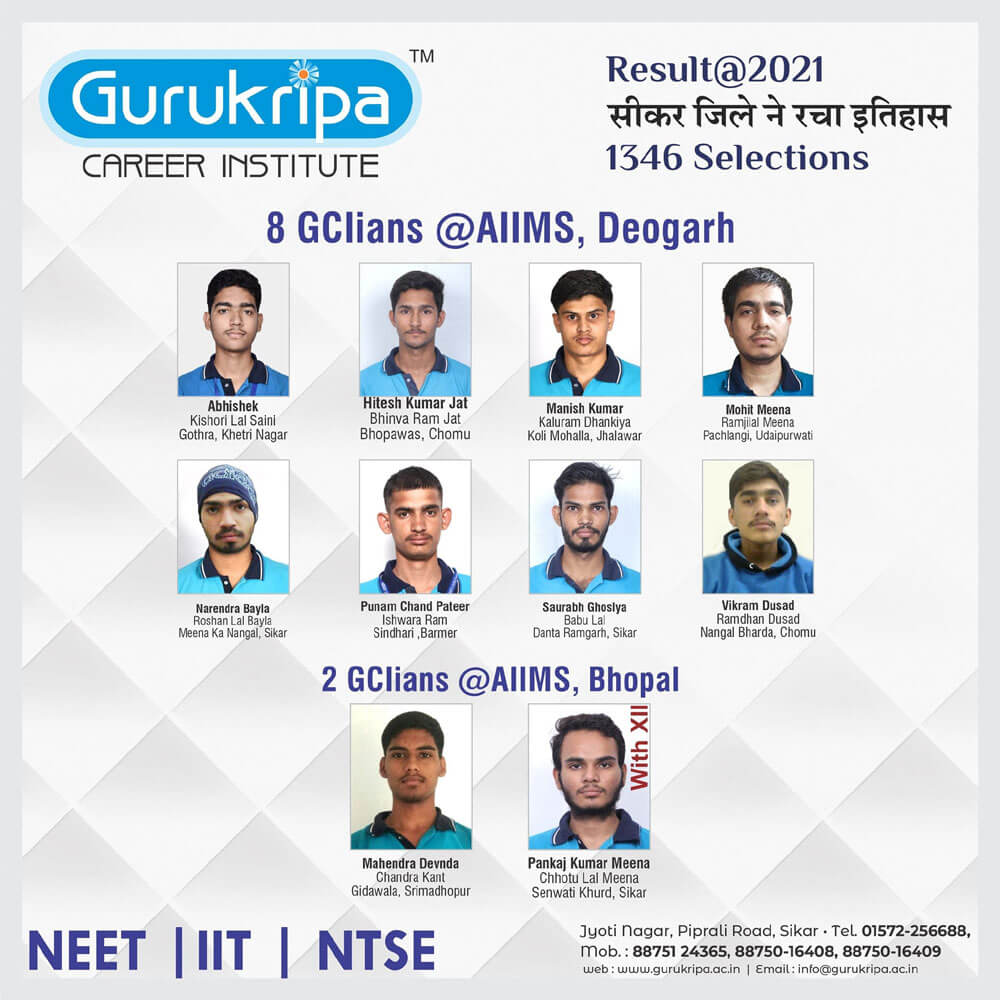 Gurukripa TM
CAREER INSTITUTE
Result@2021
सीकर जिले ने रचा इतिहास
1346 Selections
8 GCIians @AIIMS, Deogarh
Abhishek
Kishori Lal Saini
Gothra, Khetri Nagar
Hitesh Kumar Jat
Bhinva Ram Jat
Bhopawas, Chomu
Manish Kumar
Kaluram Dhankiya
Koli Mohalla, Jhalawar
Mohit Meena
Ramjilal Meena
Pachlangi, Udaipurwati
Narendra Bayla
Roshan Lal Bayla
Meena Ka Nangal, Sikar
Punam Chand Pateer
Ishwara Ram
Sindhari ,Barmer
Saurabh Ghoslya
Babu Lal
Danta Ramgarh, Sikar
Vikram Dusad
Ramdhan Dusad
Nangal Bharda, Chomu
2 GCIians @AIIMS, Bhopal
With XII
Mahendra Devnda
Chandra Kant
Gidawala, Srimadhopur
Pankaj Kumar Meena
Chhotu Lal Meena
Senwati Khurd, Sikar
NEET | IIT | NTSE
Jyoti Nagar, Piprali Road, Sikar • Tel. 01572-256688,
Mob. : 88751 24365, 88750-16408, 88750-16409
web : www.gurukripa.ac.in | Email : info@gurukripa.ac.in